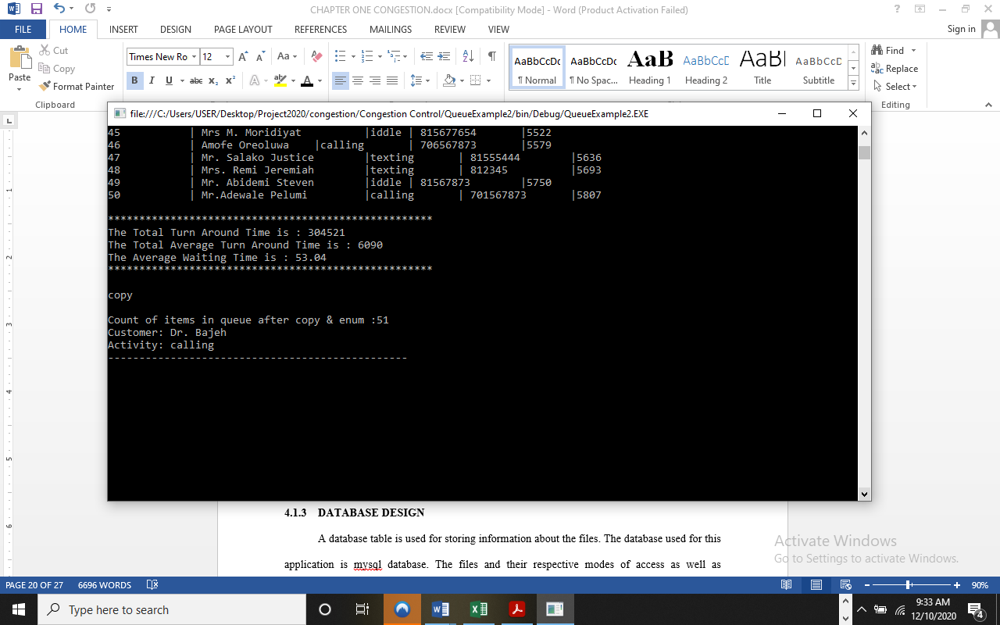 CHAPTER ONE CONGESTION.docx [Compatibility Mode] - Word (Product Activation Failed)
FILE HOME INSERT DESIGN PAGE LAYOUT REFERENCES MAILINGS REVIEW VIEW Sign in
Cut
Copy
Format Painter
Paste
Clipboard
Times New Ro 12
AaBbCcDc AaBbCcDc AaB AaBbCcD AaB AaBbCcD
¶ Normal ¶ No Spac... Heading 1 Heading 2 Title Subtitle
Find
Replace
Select
Editing
file:///C:/Users/USER/Desktop/Project2020/congestion/Congestion Control/QueueExample2/bin/Debug/QueueExample2.EXE
45 | Mrs M. Moridiyat |iddle | 815677654 |5522
46 | Amofe Oreoluwa |calling | 706567873 |5579
47 | Mr. Salako Justice |texting | 81555444 |5636
48 | Mrs. Remi Jeremiah |texting | 812345 |5693
49 | Mr. Abidemi Steven |iddle | 81567873 |5750
50 | Mr.Adewale Pelumi |calling | 701567873 |5807
****************************************************
The Total Turn Around Time is : 304521
The Total Average Turn Around Time is : 6090
The Average Waiting Time is : 53.04
****************************************************
copy
Count of items in queue after copy & enum :51
Customer: Dr. Bajeh
Activity: calling
------------------------------------------------
4.1.3 DATABASE DESIGN
A database table is used for storing information about the files. The database used for this
application is mysql database. The files and their respective modes of access as well as
Activate Windows
Go to Settings to activate Windows.
PAGE 20 OF 27 6696 WORDS 90%
Type here to search
9:33 AM
12/10/2020
4